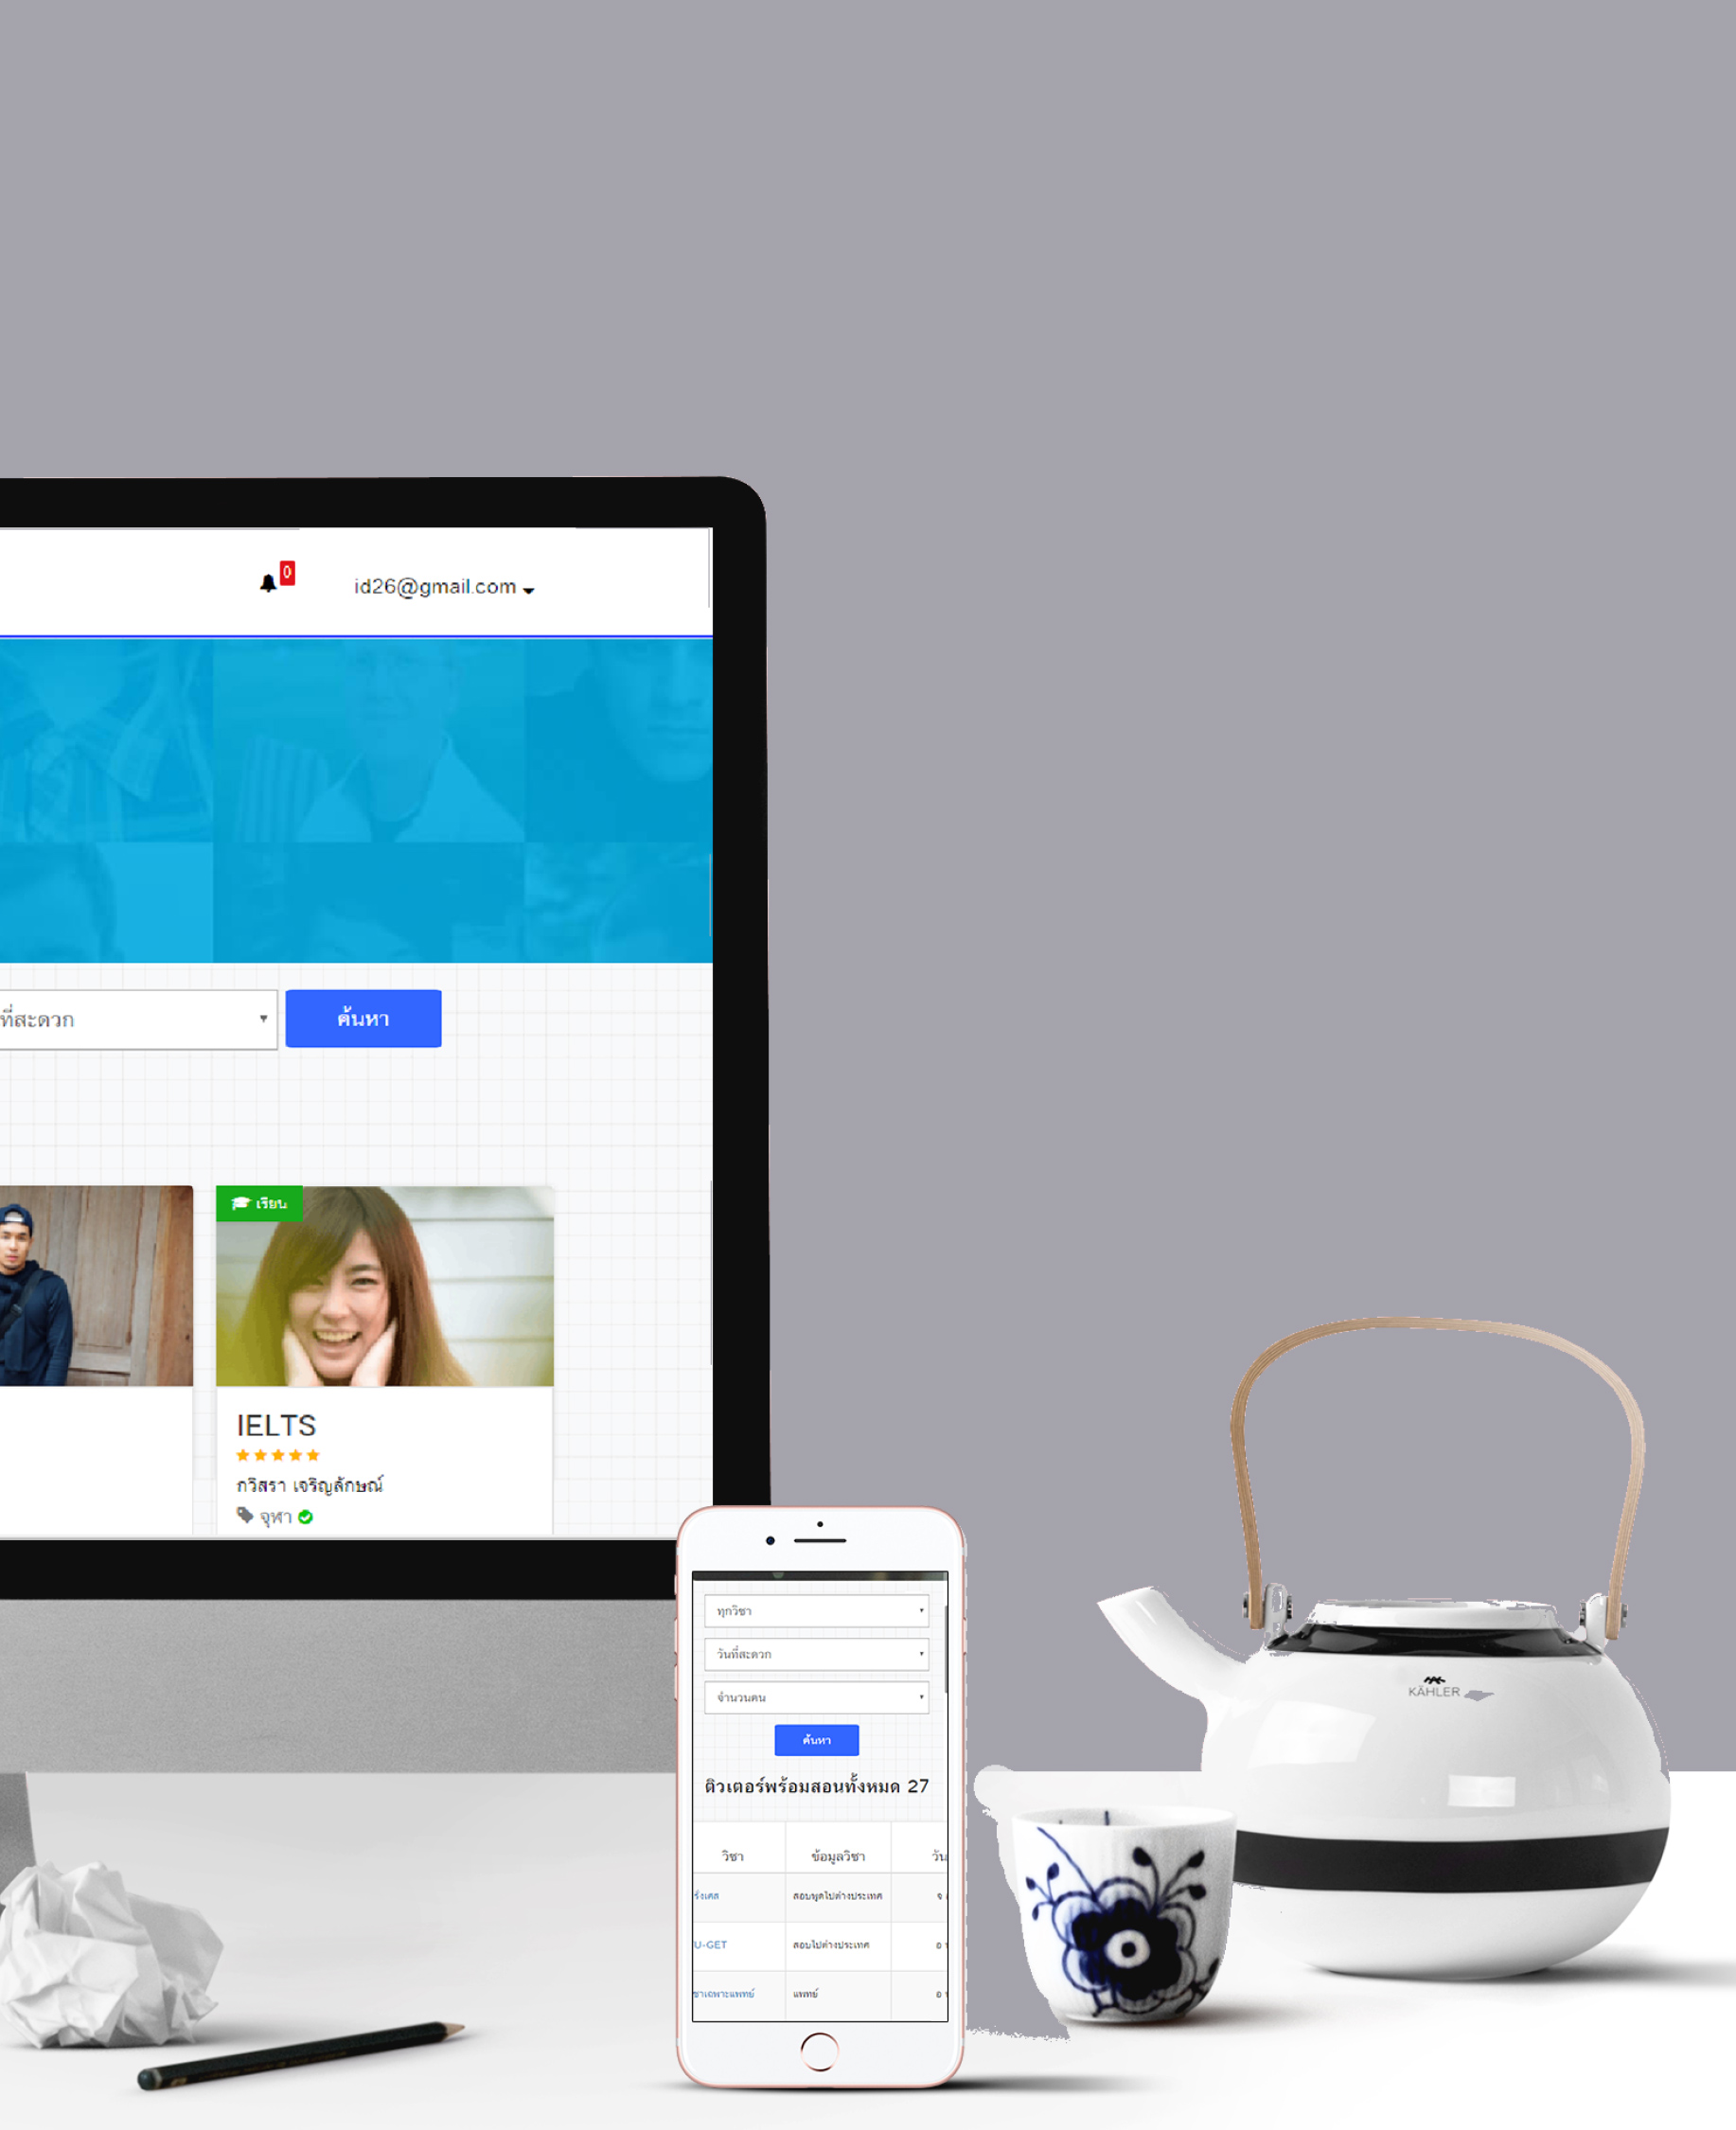 0
id26@gmail.com
ที่สะดวก
ค้นหา
เรียน
IELTS
กวิสรา เจริญลักษณ์
จุฬา
ทุกวิชา
วันที่สะดวก
จำนวนคน
ค้นหา
ติวเตอร์พร้อมสอนทั้งหมด 27
วิชา ข้อมูลวิชา วัน
รั่งเศส สอนพูดไปต่างประเทศ จ
U-GET สอนไปต่างประเทศ อ
ชาเฉพาะแพทย์ แพทย์ อ
KÄHLER